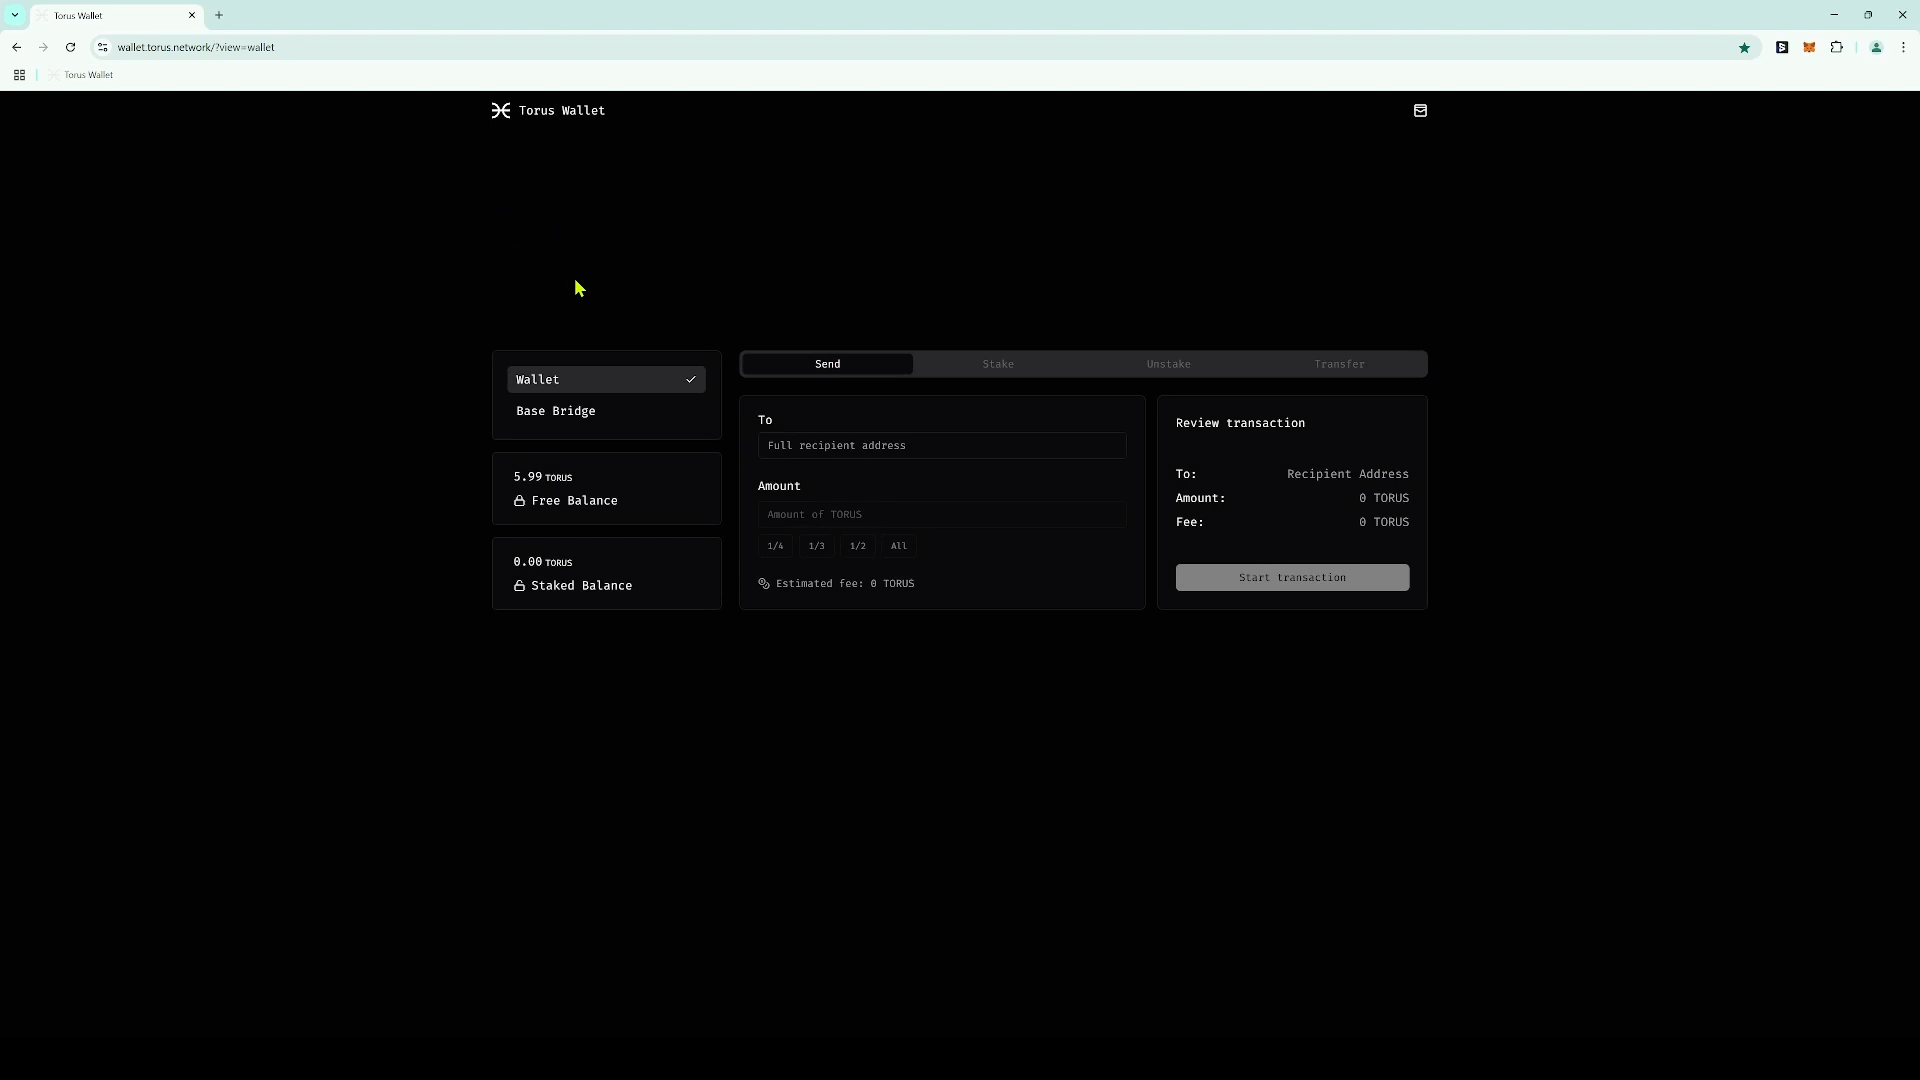 Torus Wallet
wallet.torus.network/?view=wallet
Torus Wallet
Torus Wallet
Wallet
Base Bridge
5.99 TORUS
Free Balance
0.00 TORUS
Staked Balance
Send Stake Unstake Transfer
To
Full recipient address
Amount
Amount of TORUS
1/4 1/3 1/2 All
Estimated fee: 0 TORUS
Review transaction
To: Recipient Address
Amount: 0 TORUS
Fee: 0 TORUS
Start transaction